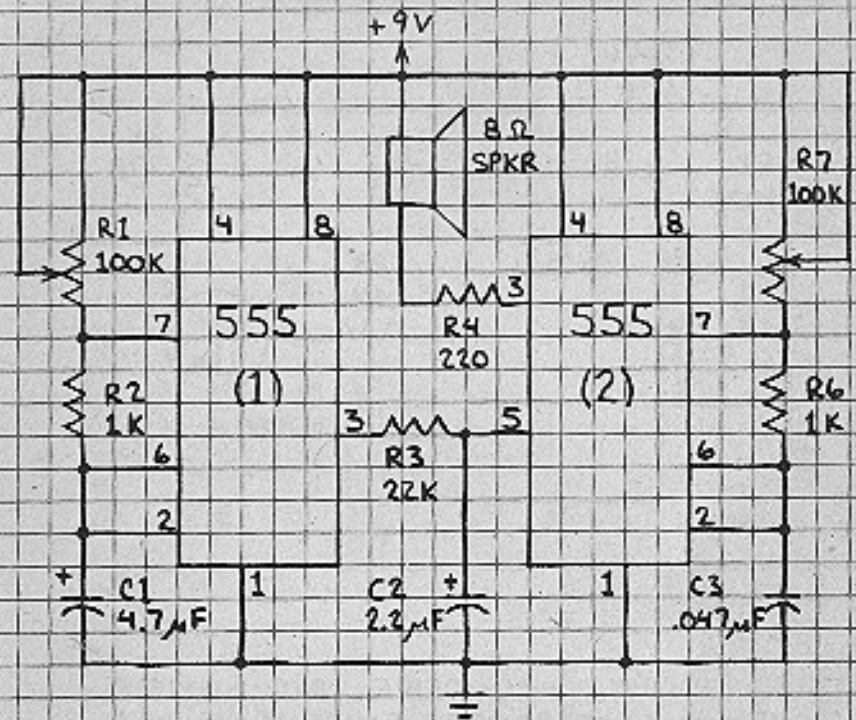 +9V
8Ω
SPKR
R7
100K
R1
100K
4
8
4
8
555
(1)
3
R4
220
555
(2)
7
7
R2
1K
R6
1K
3
R3
22K
5
6
6
2
2
+
C1
4.7µF
1
C2
2.2µF
+
1
C3
.047µF